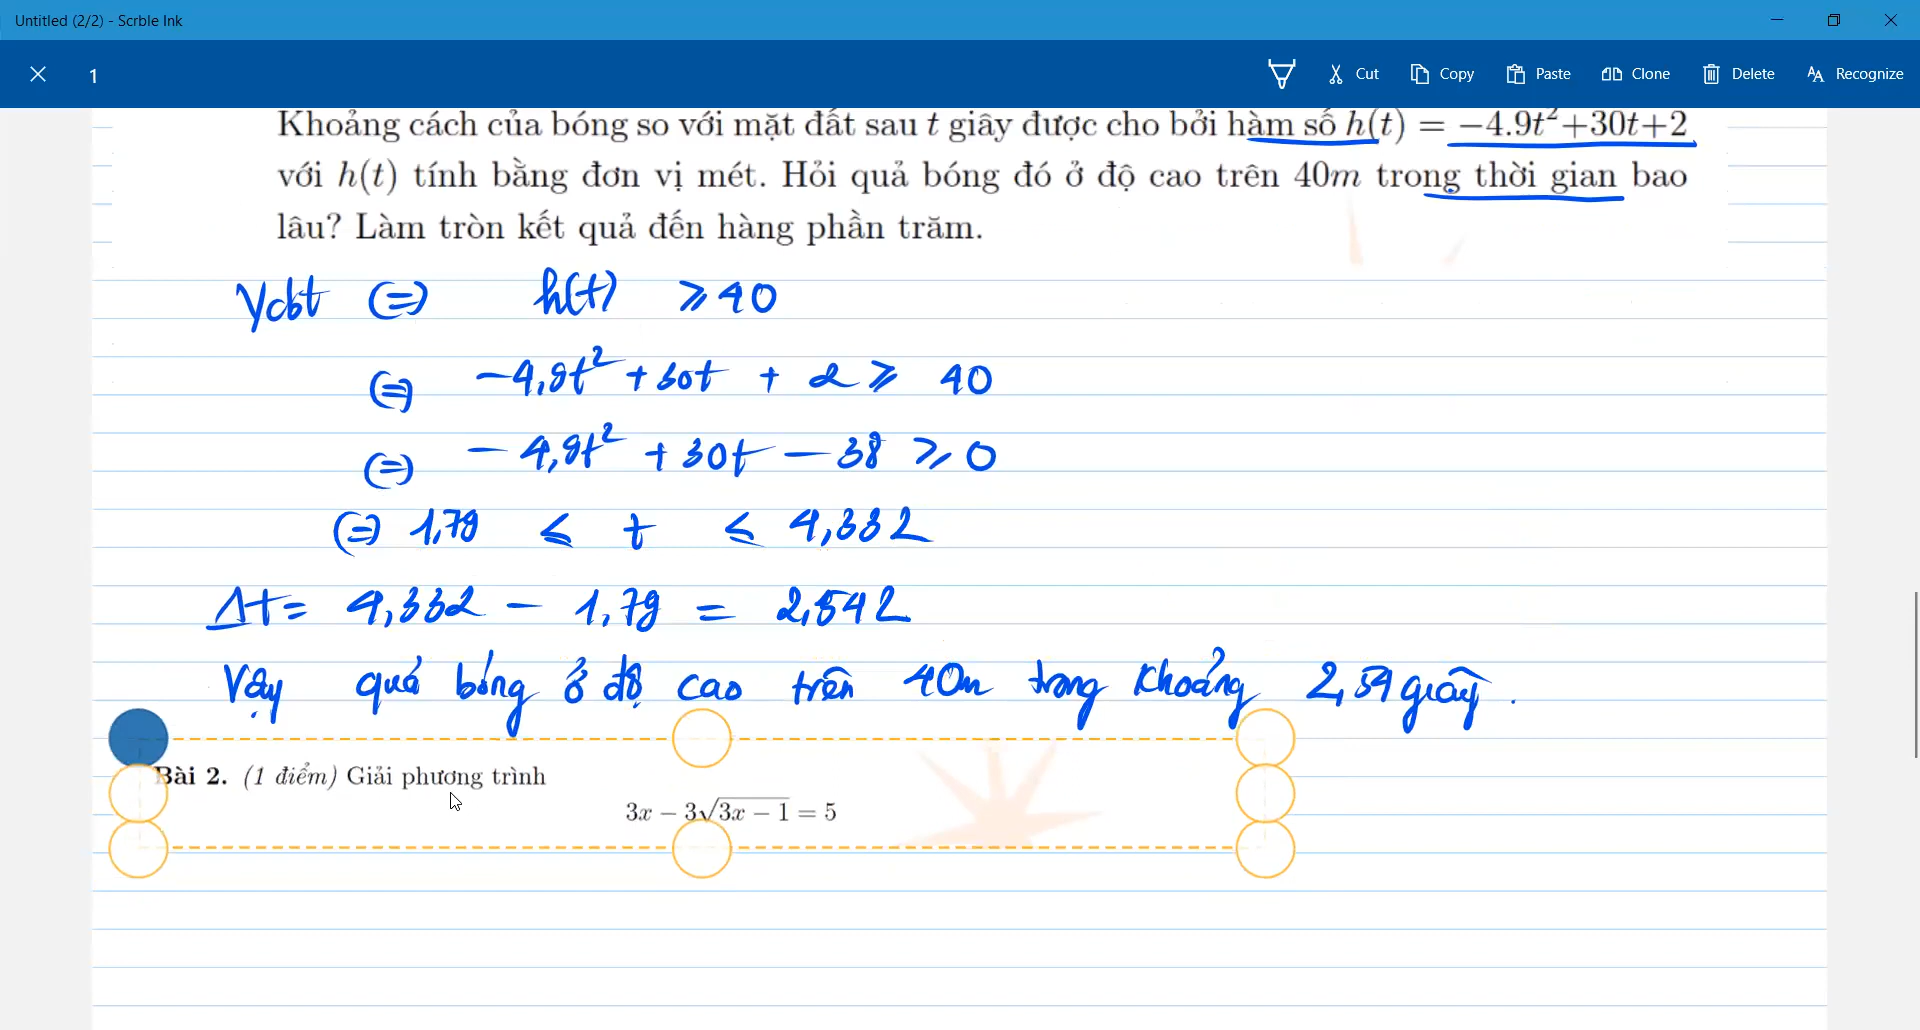 Untitled (2/2) - Scrble Ink
1 Cut Copy Paste Clone Delete Recognize
Khoảng cách của bóng so với mặt đất sau t giây được cho bởi hàm số h(t) = −4.9t²+30t+2
với h(t) tính bằng đơn vị mét. Hỏi quả bóng đó ở độ cao trên 40m trong thời gian bao
lâu? Làm tròn kết quả đến hàng phần trăm.
Ycbt (=) h(t) ⩾ 40
(=) −4,9t² + 30t + 2 ⩾ 40
(=) −4,9t² + 30t − 38 ⩾ 0
(=) 1,79 ≤ t ≤ 4,332
Δt = 4,332 − 1,79 = 2,542
Vậy quả bóng ở độ cao trên 40m trong khoảng 2,54 giây.
Bài 2. (1 điểm) Giải phương trình
3x − 3√(3x − 1) = 5